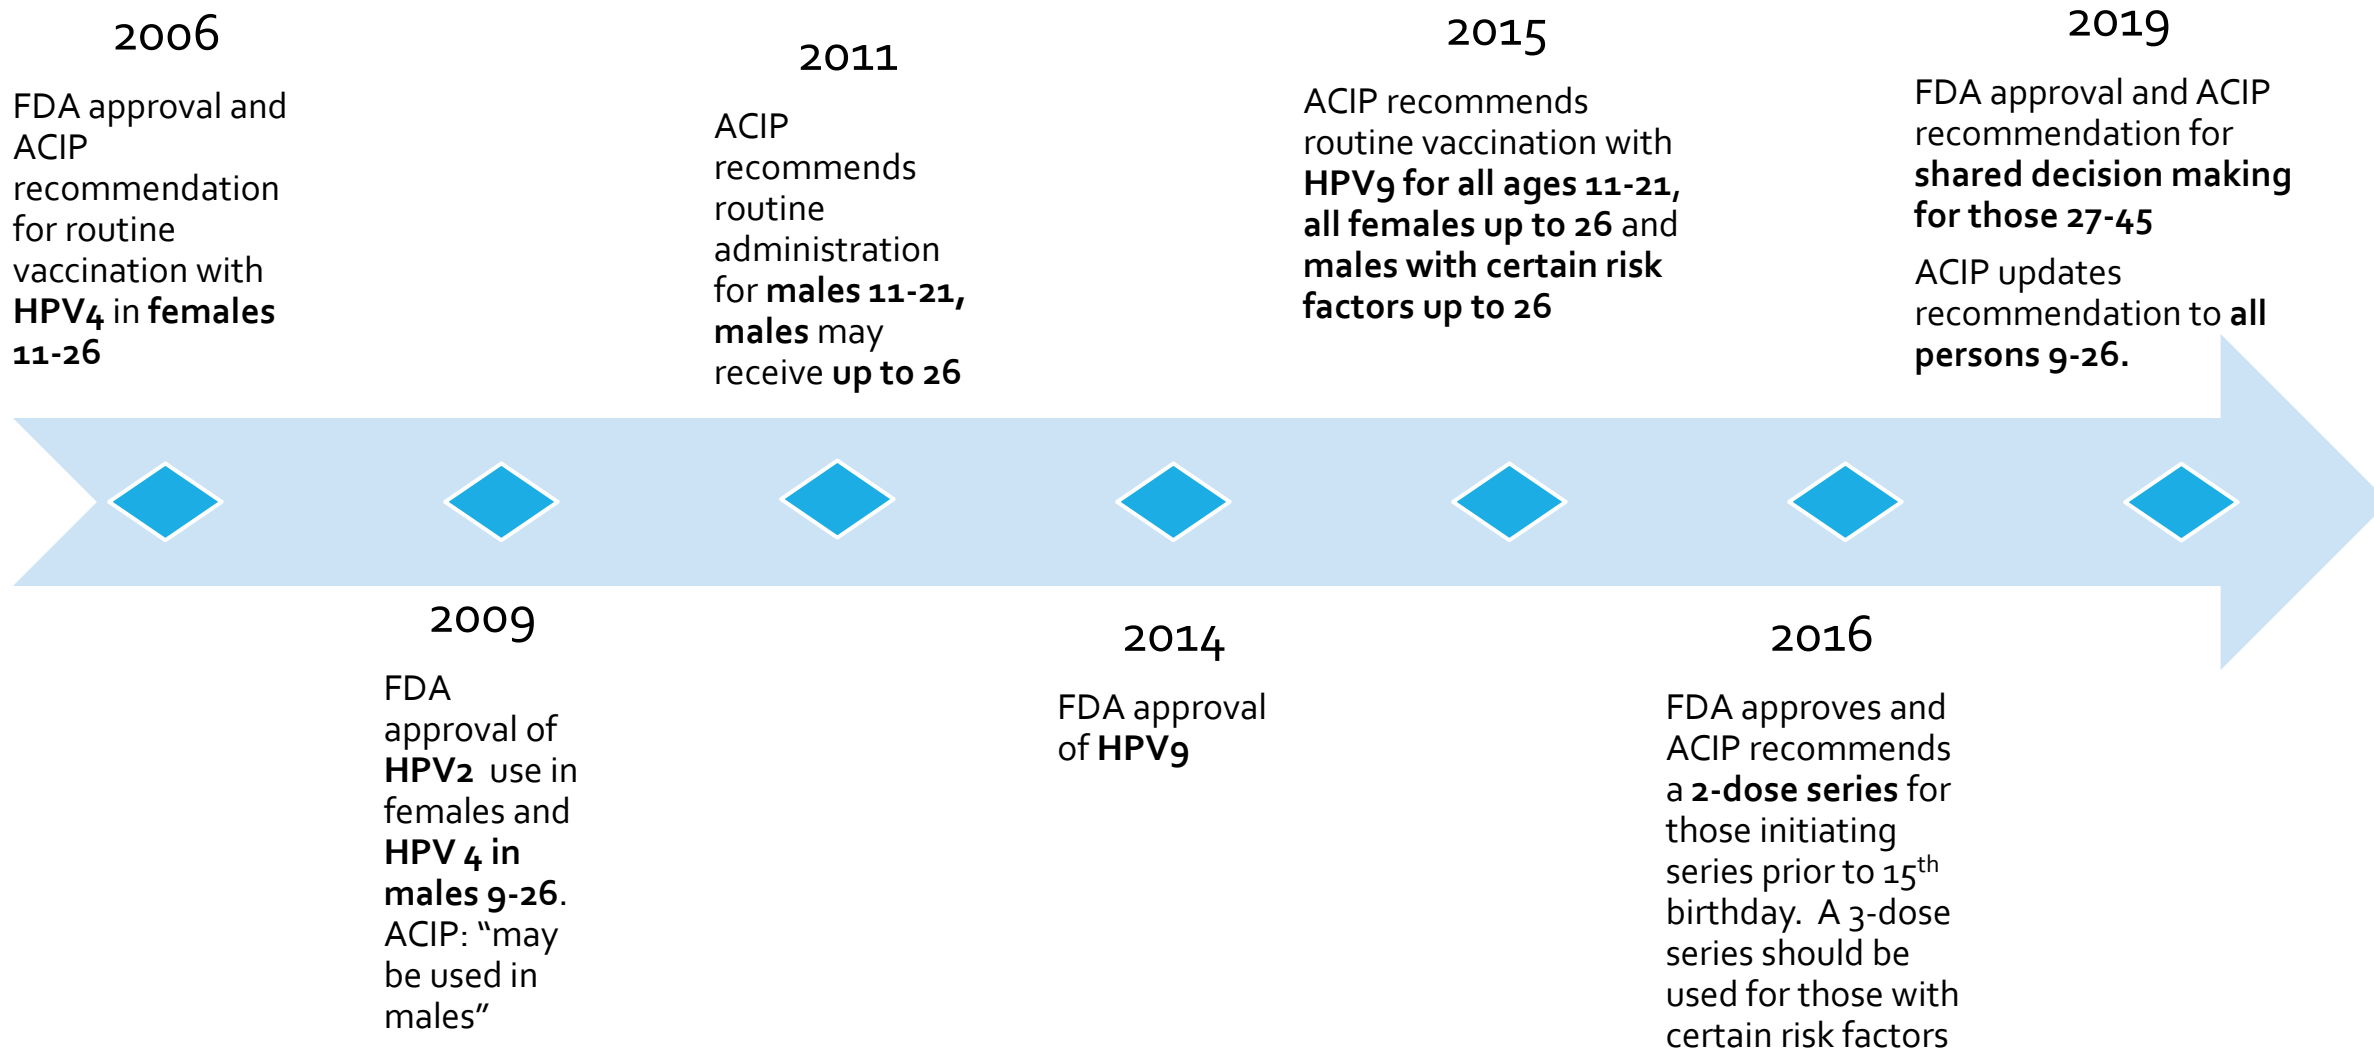 2006
FDA approval and
ACIP
recommendation
for routine
vaccination with
HPV4 in females
11-26
2009
FDA
approval of
HPV2  use in
females and
HPV 4 in
males 9-26.
ACIP: “may
be used in
males”
2011
ACIP
recommends
routine
administration
for males 11-21,
males may
receive up to 26
2014
FDA approval
of HPV9
2015
ACIP recommends
routine vaccination with
HPV9 for all ages 11-21,
all females up to 26 and
males with certain risk
factors up to 26
2016
FDA approves and
ACIP recommends
a 2-dose series for
those initiating
series prior to 15th
birthday.  A 3-dose
series should be
used for those with
certain risk factors
2019
FDA approval and ACIP
recommendation for
shared decision making
for those 27-45
ACIP updates
recommendation to all
persons 9-26.